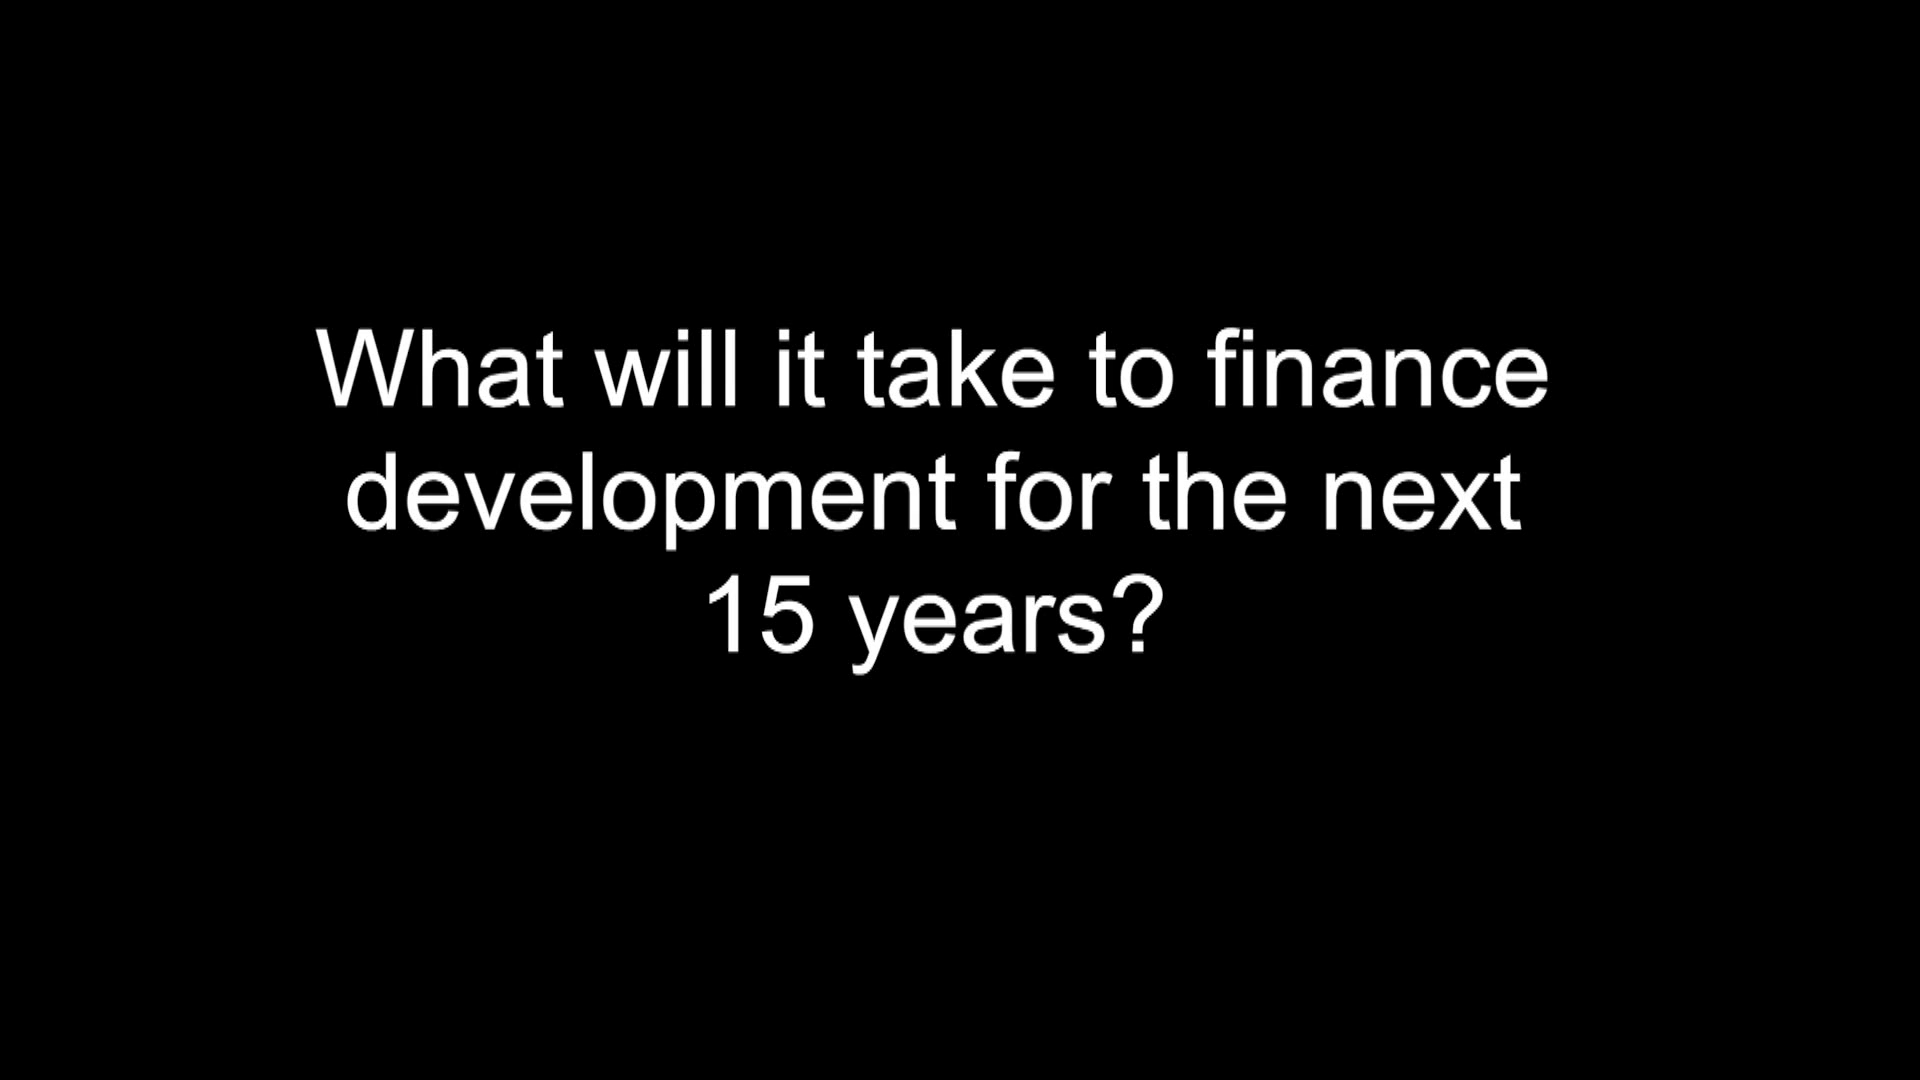 What will it take to finance
development for the next
15 years?